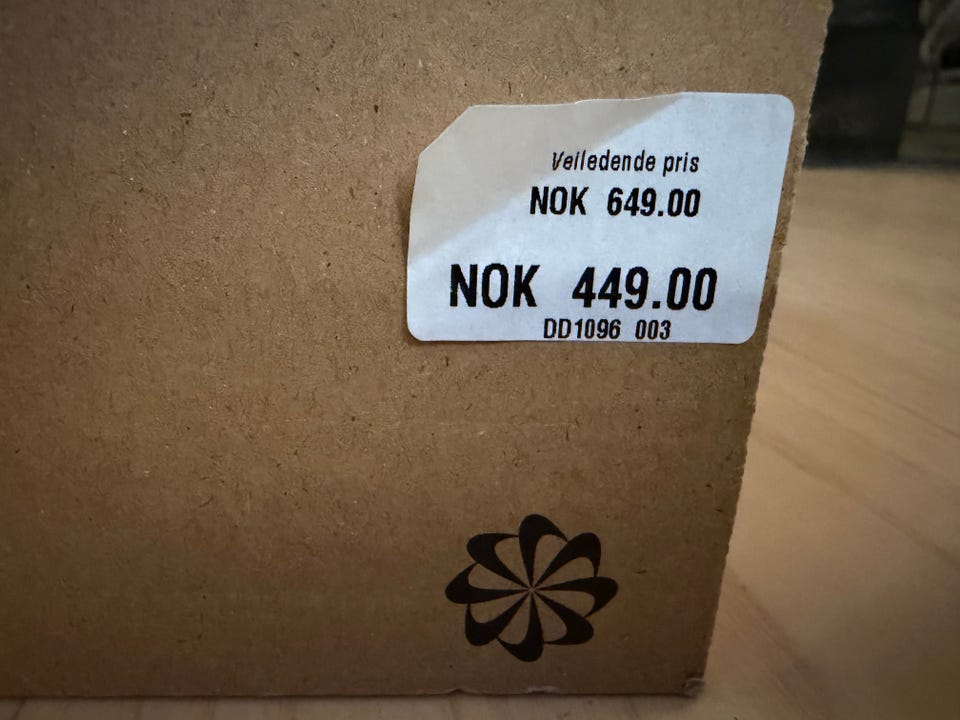 Veiledende pris
NOK 649.00
NOK 449.00
DD1096 003